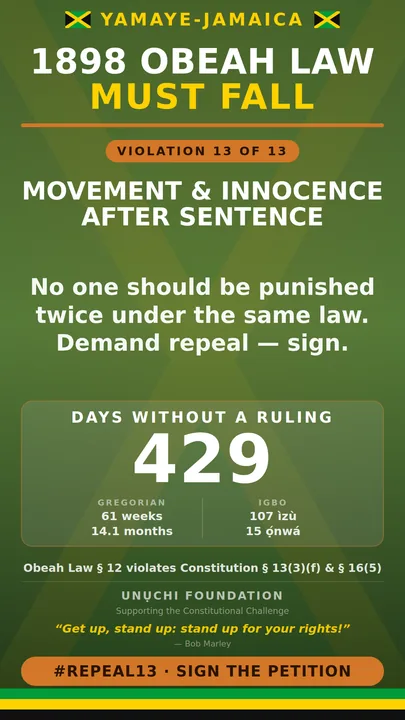 YAMAYE-JAMAICA
1898 OBEAH LAW
MUST FALL
VIOLATION 13 OF 13
MOVEMENT & INNOCENCE
AFTER SENTENCE
No one should be punished
twice under the same law.
Demand repeal — sign.
DAYS WITHOUT A RULING
429
GREGORIAN
61 weeks
14.1 months
IGBO
107 ìzù
15 ọ́nwá
Obeah Law § 12 violates Constitution § 13(3)(f) & § 16(5)
UNỤCHI FOUNDATION
Supporting the Constitutional Challenge
“Get up, stand up: stand up for your rights!”
— Bob Marley
#REPEAL13 · SIGN THE PETITION